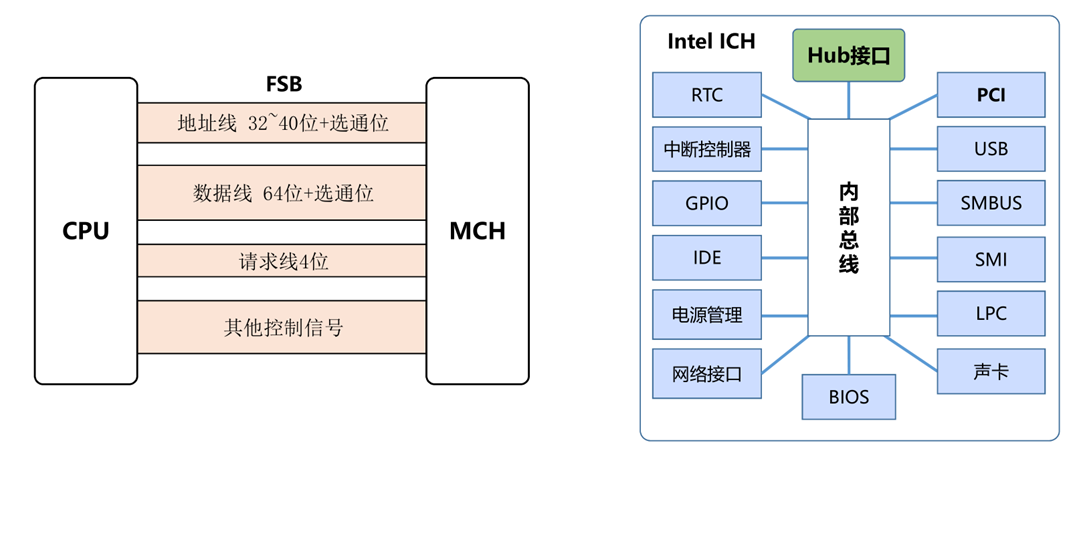 FSB
CPU
地址线 32~40位+选通位
数据线 64位+选通位
请求线4位
其他控制信号
MCH
Intel ICH
Hub接口
RTC
中断控制器
GPIO
IDE
电源管理
网络接口
内部总线
BIOS
PCI
USB
SMBUS
SMI
LPC
声卡